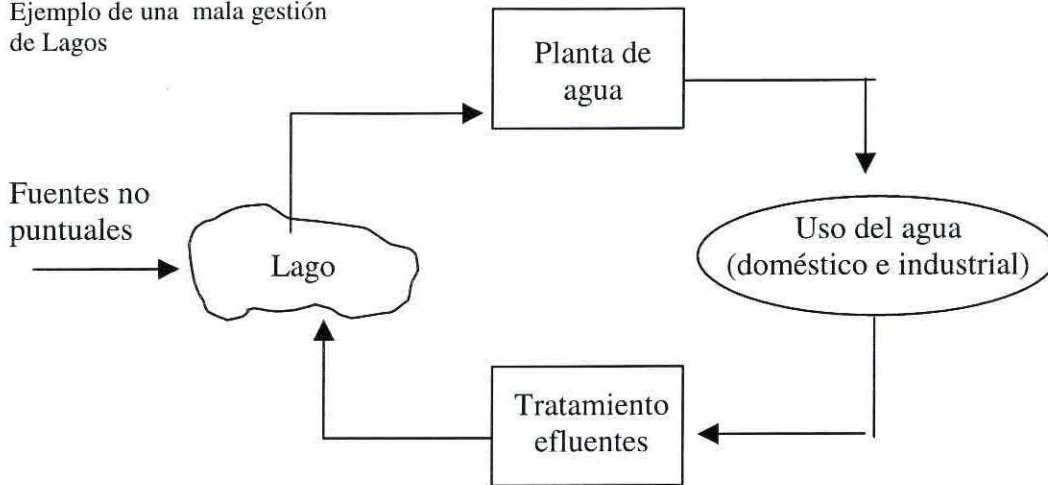 Ejemplo de una mala gestión
de Lagos
Planta de
agua
Fuentes no
puntuales
Lago
Uso del agua
(doméstico e industrial)
Tratamiento
efluentes